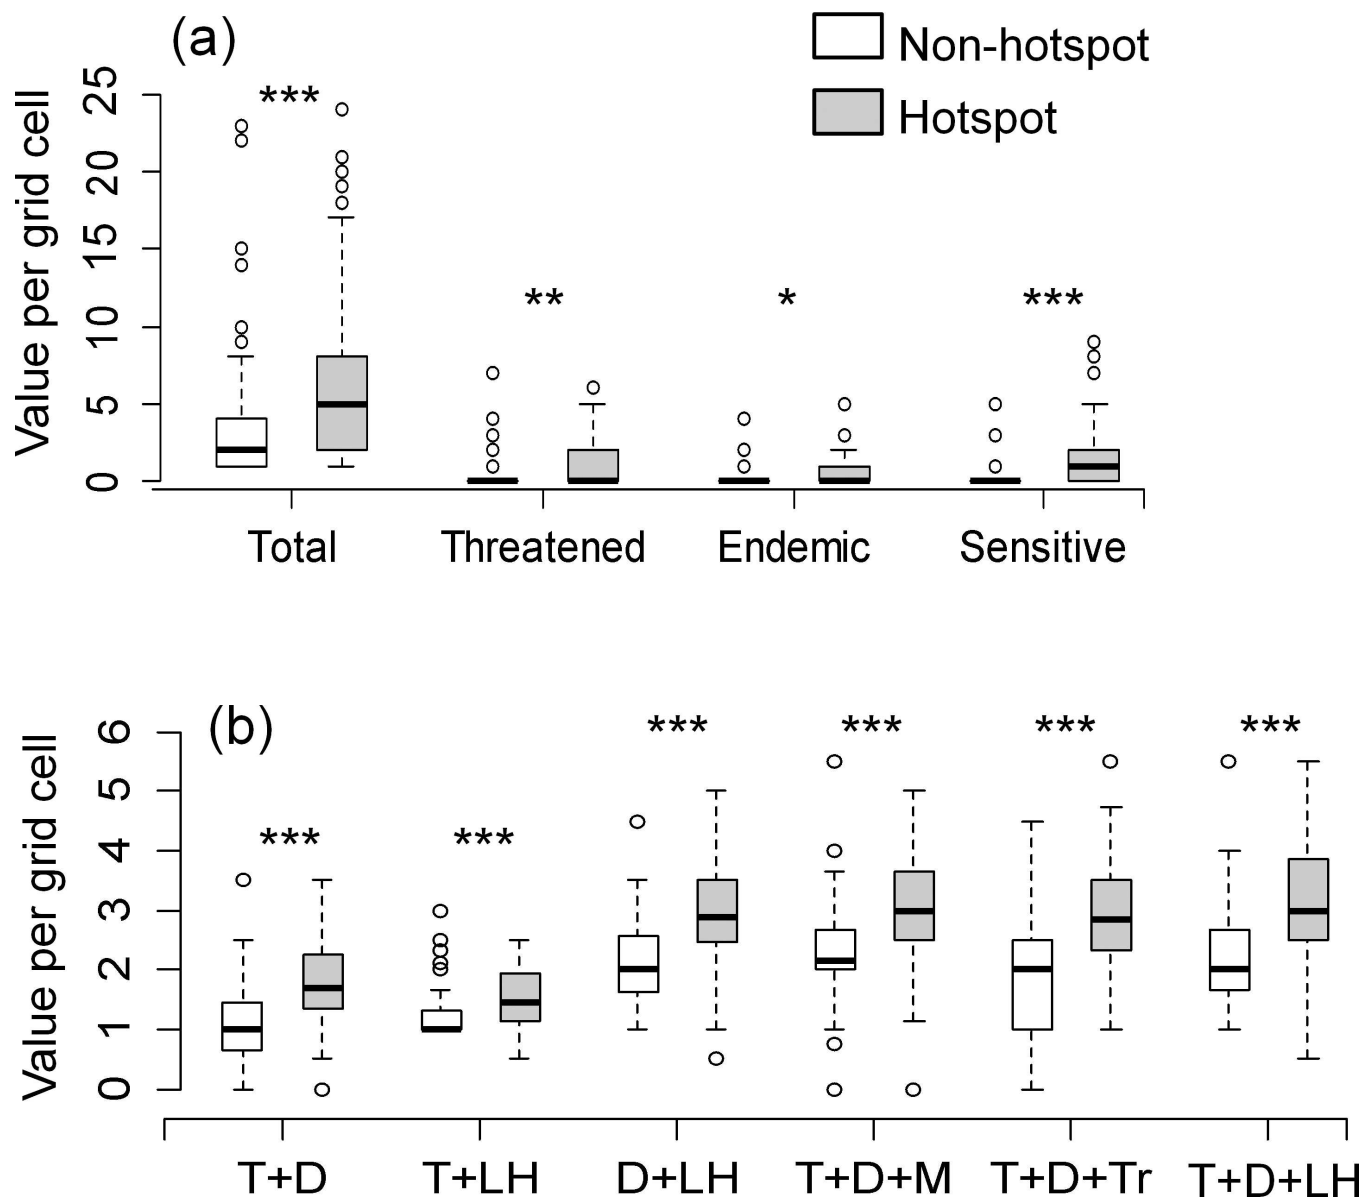 (a)
Non-hotspot
Hotspot
Value per grid cell
25
20
15
10
5
0
***
**
*
***
Total
Threatened
Endemic
Sensitive
(b)
Value per grid cell
6
5
4
3
2
1
0
***
***
***
***
***
***
T+D
T+LH
D+LH
T+D+M
T+D+Tr
T+D+LH